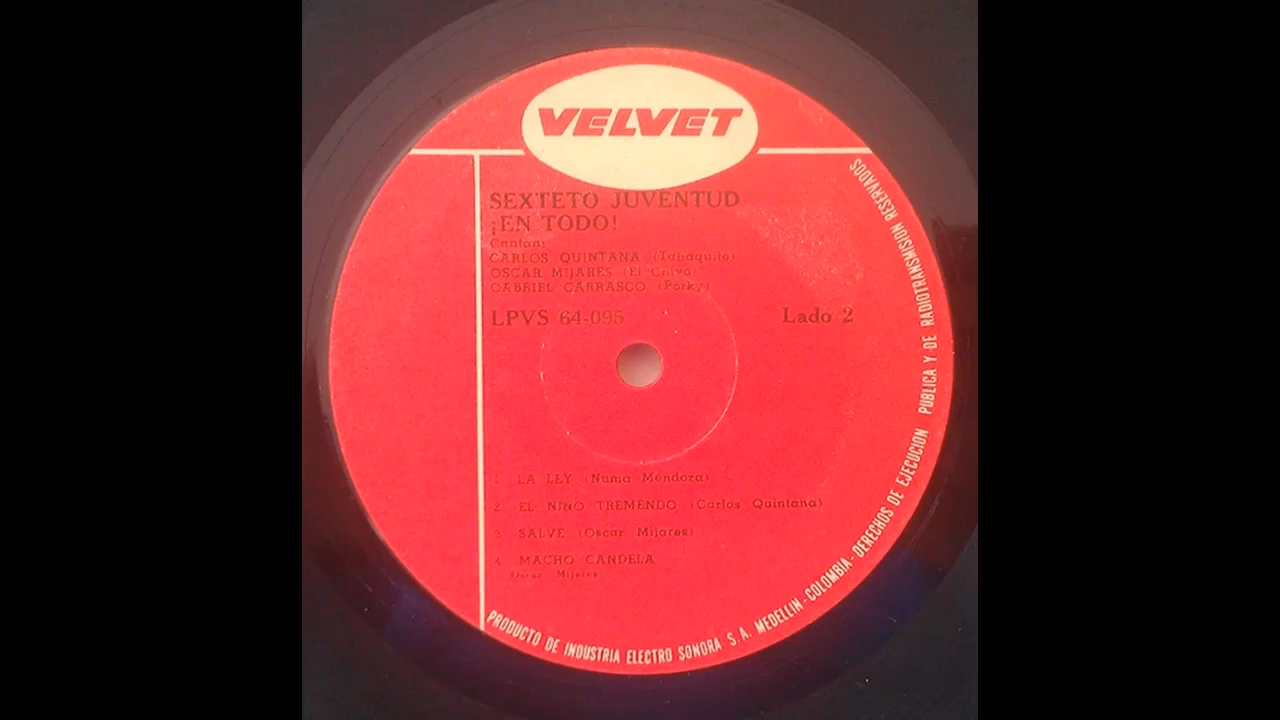 VELVET
SEXTETO JUVENTUD
¡EN TODO!
Cantan:
CARLOS QUINTANA (Tabaquito)
OSCAR MIJARES (El Chivo)
GABRIEL CARRASCO (Porky)
LPVS 64-095 Lado 2
1 LA LEY (Numa Mendoza)
2 EL NINO TREMENDO (Carlos Quintana)
3 SALVE (Oscar Mijares)
4 MACHO CANDELA
Oscar Mijares
PRODUCTO DE INDUSTRIA ELECTRO SONORA S.A. MEDELLIN - COLOMBIA - DERECHOS DE EJECUCION PUBLICA Y DE RADIOTRANSMISION RESERVADOS